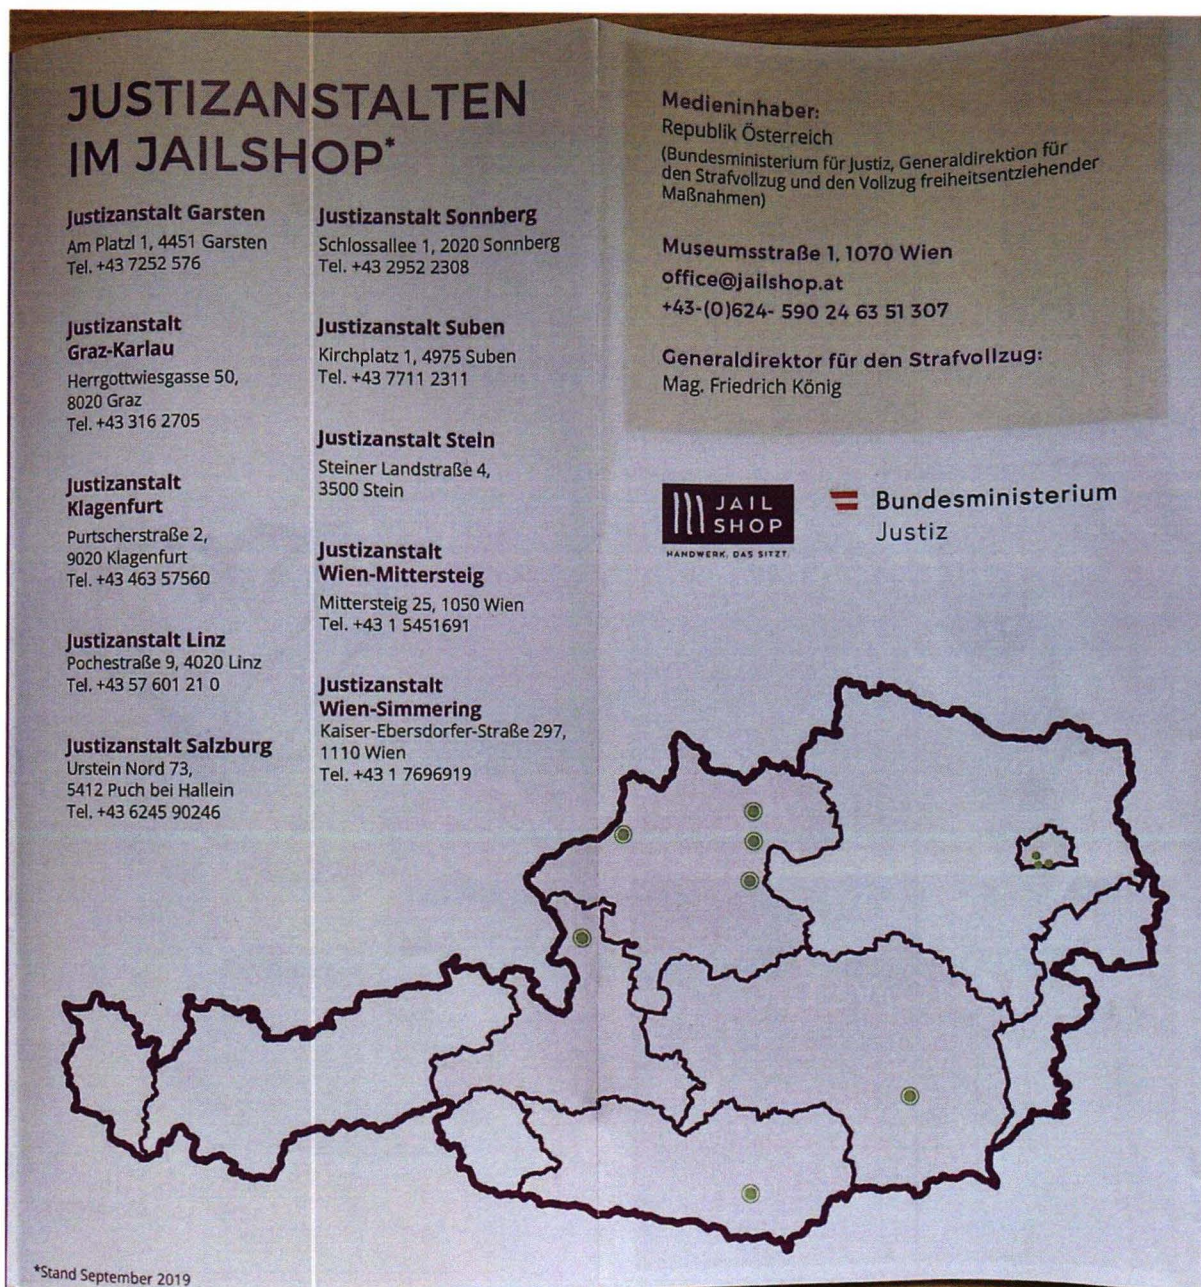 JUSTIZANSTALTEN
IM JAILSHOP*
Justizanstalt Garsten
Am Platzl 1, 4451 Garsten
Tel. +43 7252 576
Justizanstalt
Graz-Karlau
Herrgottwiesgasse 50,
8020 Graz
Tel. +43 316 2705
Justizanstalt
Klagenfurt
Purtscherstraße 2,
9020 Klagenfurt
Tel. +43 463 57560
Justizanstalt Linz
Pochestraße 9, 4020 Linz
Tel. +43 57 601 21 0
Justizanstalt Salzburg
Urstein Nord 73,
5412 Puch bei Hallein
Tel. +43 6245 90246
Justizanstalt Sonnberg
Schlossallee 1, 2020 Sonnberg
Tel. +43 2952 2308
Justizanstalt Suben
Kirchplatz 1, 4975 Suben
Tel. +43 7711 2311
Justizanstalt Stein
Steiner Landstraße 4,
3500 Stein
Justizanstalt
Wien-Mittersteig
Mittersteig 25, 1050 Wien
Tel. +43 1 5451691
Justizanstalt
Wien-Simmering
Kaiser-Ebersdorfer-Straße 297,
1110 Wien
Tel. +43 1 7696919
Medieninhaber:
Republik Österreich
(Bundesministerium für Justiz, Generaldirektion für
den Strafvollzug und den Vollzug freiheitsentziehender
Maßnahmen)
Museumsstraße 1, 1070 Wien
office@jailshop.at
+43-(0)624- 590 24 63 51 307
Generaldirektor für den Strafvollzug:
Mag. Friedrich König
JAIL
SHOP
HANDWERK, DAS SITZT.
Bundesministerium
Justiz
*Stand September 2019